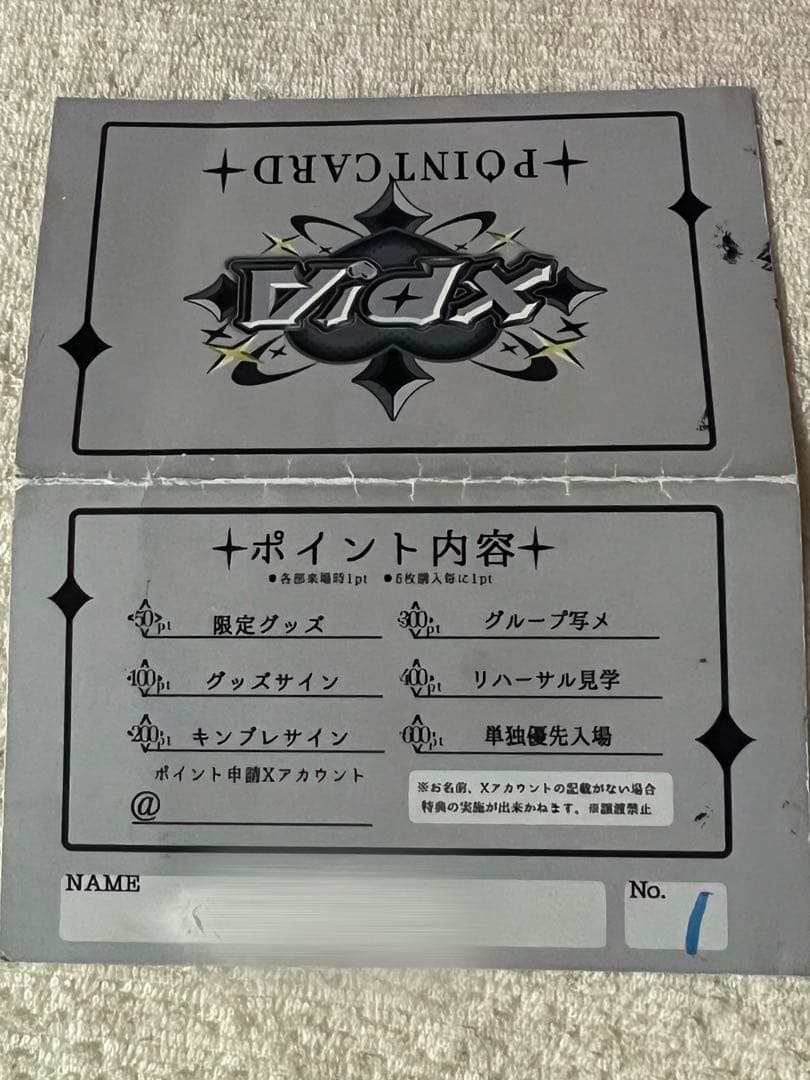 POINTCARD
VidX
ポイント内容
●各部来場時1pt ●5枚購入毎に1pt
50pt 限定グッズ
100pt グッズサイン
200pt キンブレサイン
300pt グループ写メ
400pt リハーサル見学
600pt 単独優先入場
ポイント申請Xアカウント
@
※お名前、Xアカウントの記載がない場合
特典の実施が出来かねます。※譲渡禁止
NAME
No. 1